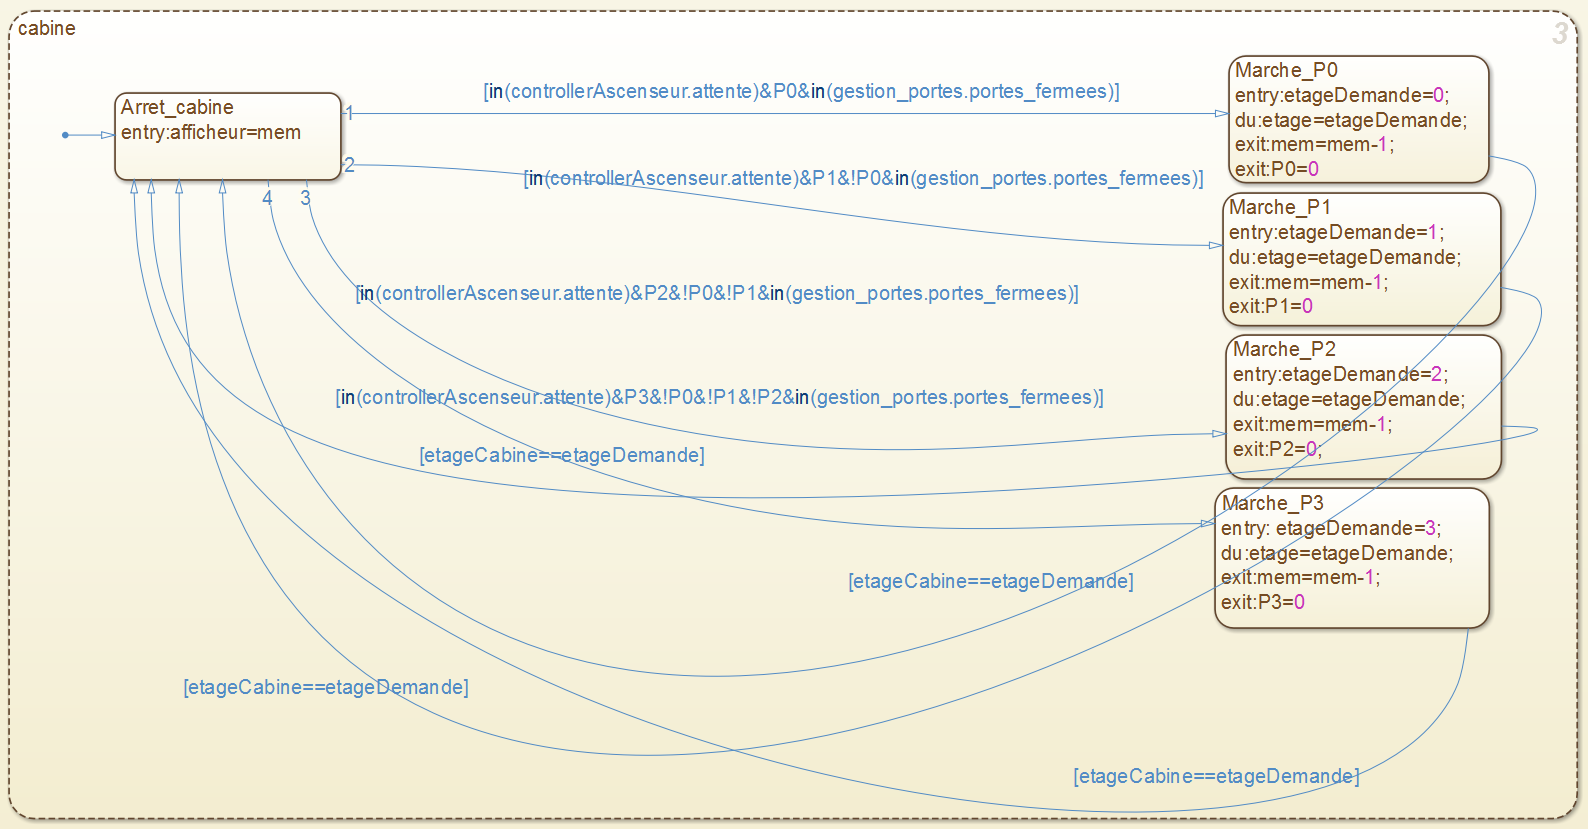 cabine
3
Arret_cabine
entry:afficheur=mem
1
2
4
3
[in(controllerAscenseur.attente)&P0&in(gestion_portes.portes_fermees)]
[in(controllerAscenseur.attente)&P1&!P0&in(gestion_portes.portes_fermees)]
[in(controllerAscenseur.attente)&P2&!P0&!P1&in(gestion_portes.portes_fermees)]
[in(controllerAscenseur.attente)&P3&!P0&!P1&!P2&in(gestion_portes.portes_fermees)]
[etageCabine==etageDemande]
[etageCabine==etageDemande]
[etageCabine==etageDemande]
[etageCabine==etageDemande]
Marche_P0
entry:etageDemande=0;
du:etage=etageDemande;
exit:mem=mem-1;
exit:P0=0
Marche_P1
entry:etageDemande=1;
du:etage=etageDemande;
exit:mem=mem-1;
exit:P1=0
Marche_P2
entry:etageDemande=2;
du:etage=etageDemande;
exit:mem=mem-1;
exit:P2=0;
Marche_P3
entry: etageDemande=3;
du:etage=etageDemande;
exit:mem=mem-1;
exit:P3=0